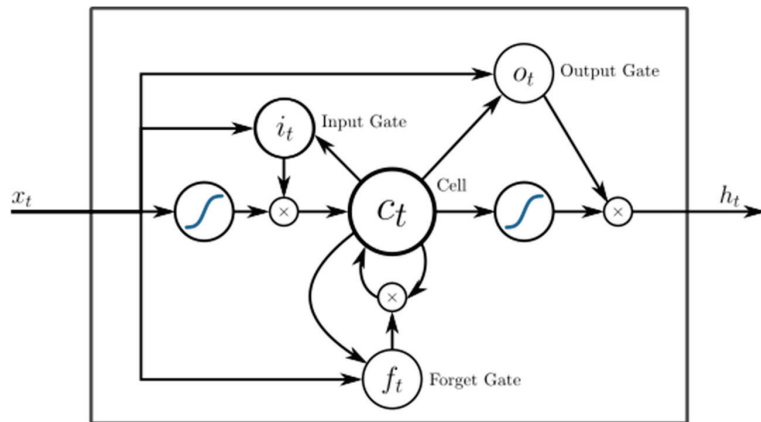 o_t Output Gate
i_t Input Gate
x_t
×
c_t Cell
×
h_t
×
f_t Forget Gate